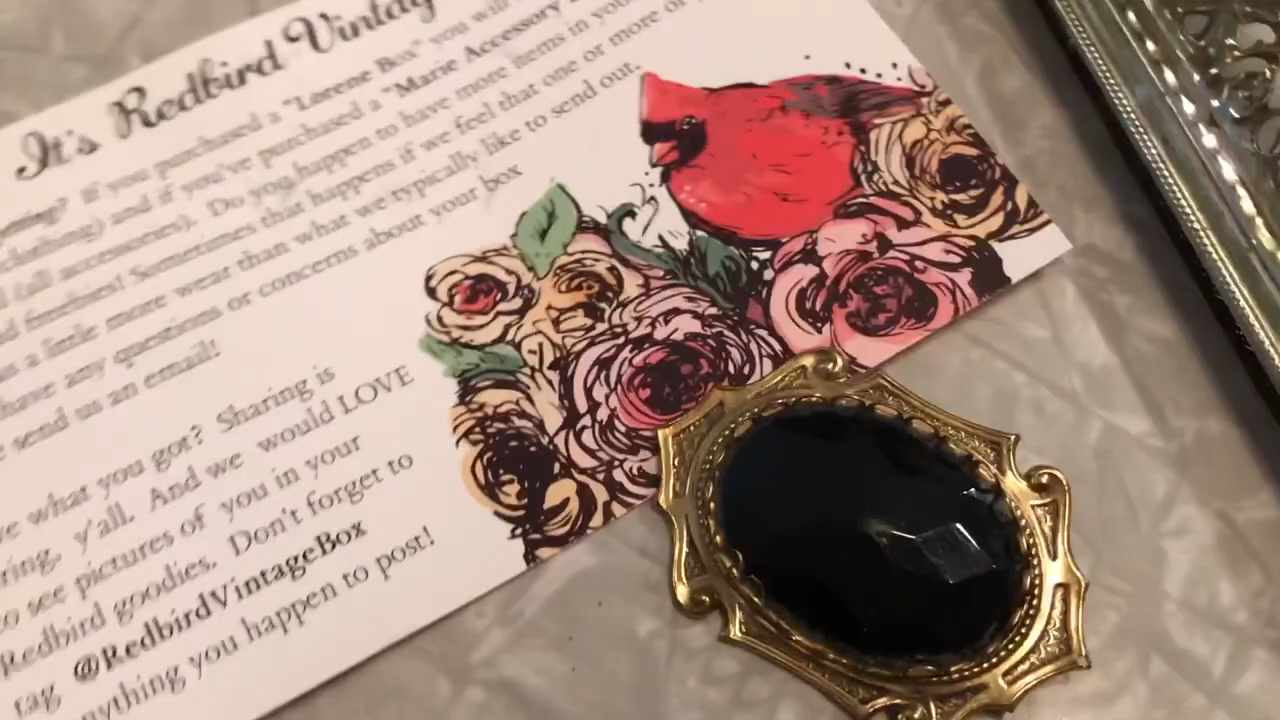 It's Redbird Vintag
If you purchased a "Lorene Box" you will
clothing) and if you've purchased a "Marie Accessory
(all accessories). Do you happen to have more items in your
freebies! Sometimes that happens if we feel that one or more of
a little more wear than what we typically like to send out.
have any questions or concerns about your box
send us an email!
what you got? Sharing is
y'all. And we would LOVE
to see pictures of you in your
Redbird goodies. Don't forget to
tag @RedbirdVintageBox
nything you happen to post!